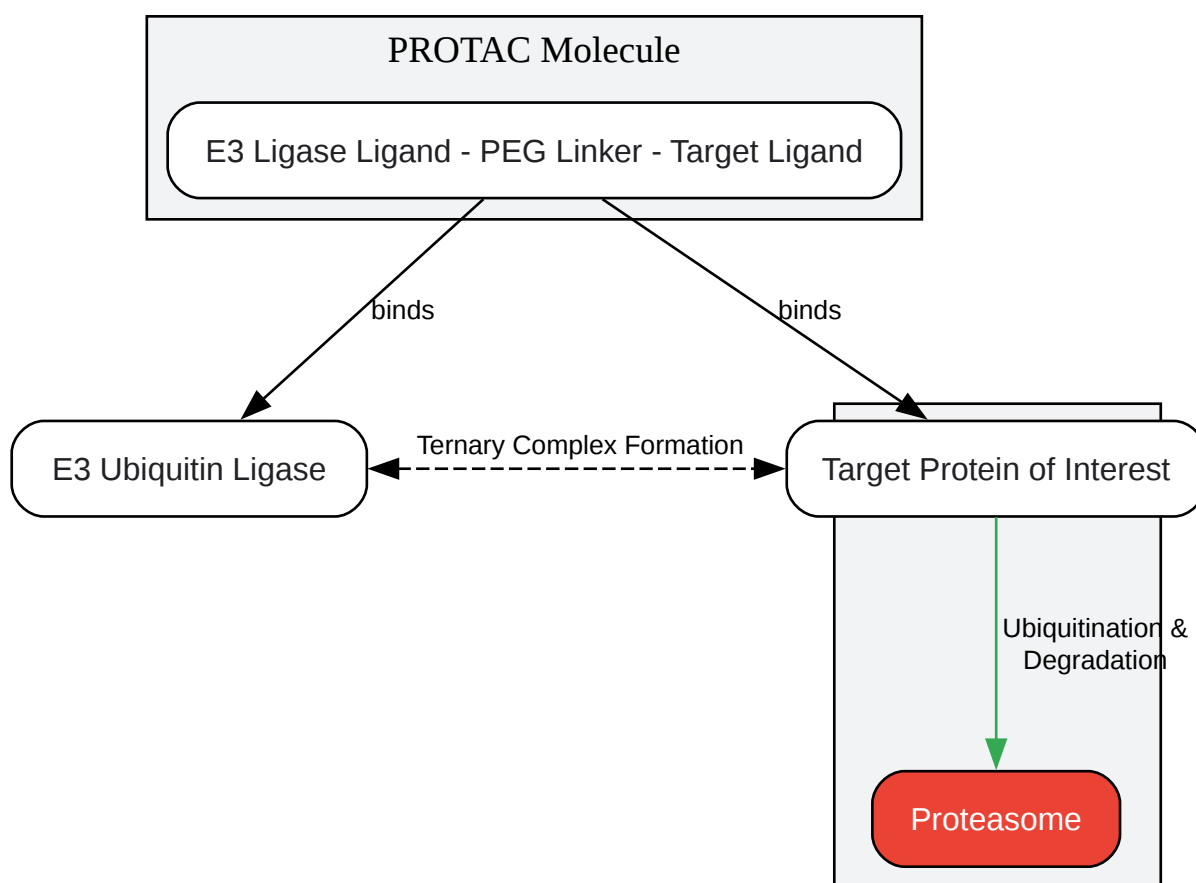 PROTAC Molecule
E3 Ligase Ligand - PEG Linker - Target Ligand
binds
binds
Ternary Complex Formation
E3 Ubiquitin Ligase
Target Protein of Interest
Ubiquitination &
Degradation
Proteasome